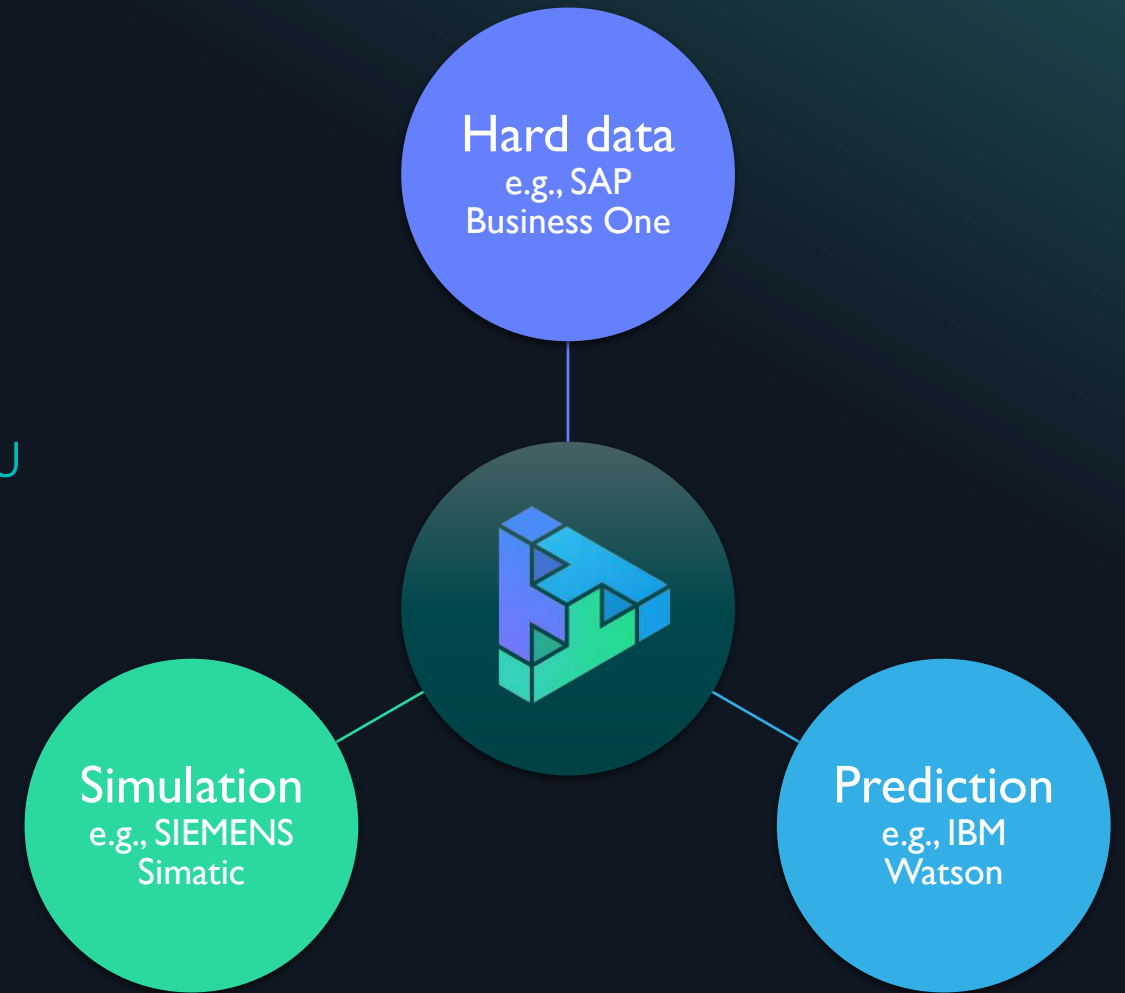 Hard data
e.g., SAP
Business One
U
Simulation
e.g., SIEMENS
Simatic
Prediction
e.g., IBM
Watson